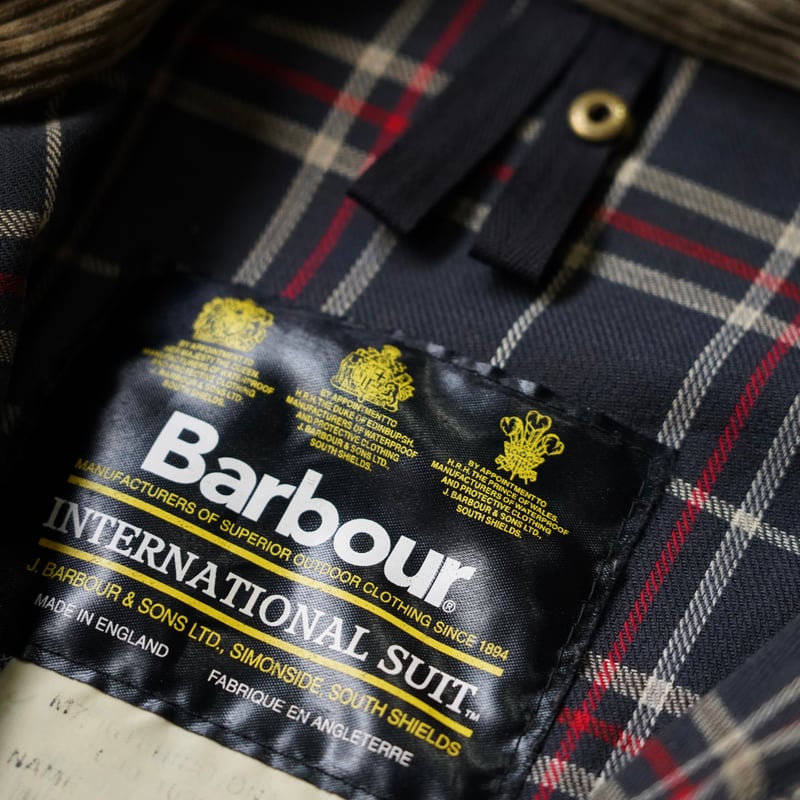 BY APPOINTMENT TO
HER MAJESTY THE QUEEN
MANUFACTURERS OF WATERPROOF
AND PROTECTIVE CLOTHING
J. BARBOUR & SONS LTD
SOUTH SHIELDS.
BY APPOINTMENT TO
H.R.H. THE DUKE OF EDINBURGH.
MANUFACTURERS OF WATERPROOF
AND PROTECTIVE CLOTHING
J. BARBOUR & SONS LTD.,
SOUTH SHIELDS.
BY APPOINTMENT TO
H.R.H. THE PRINCE OF WALES.
MANUFACTURERS OF WATERPROOF
AND PROTECTIVE CLOTHING
J. BARBOUR & SONS LTD.,
SOUTH SHIELDS.
Barbour®
MANUFACTURERS OF SUPERIOR OUTDOOR CLOTHING SINCE 1894
INTERNATIONAL SUIT™
J. BARBOUR & SONS LTD., SIMONSIDE, SOUTH SHIELDS
MADE IN ENGLAND
FABRIQUE EN ANGLETERRE
NAME